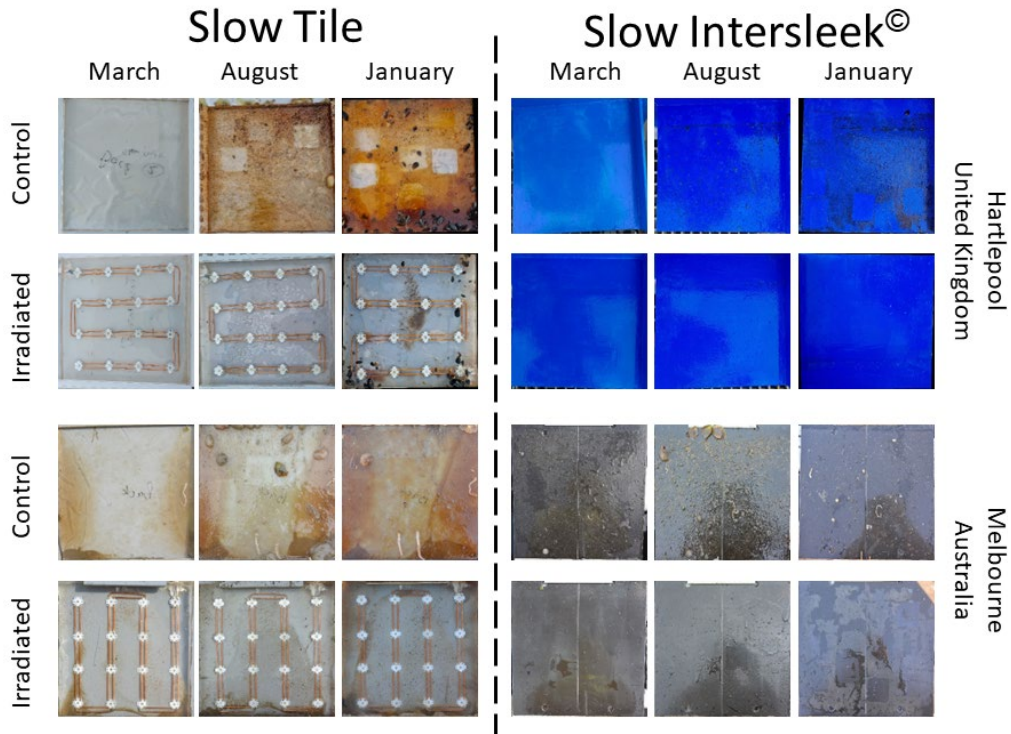 Slow Tile
Slow Intersleek©
March
August
January
March
August
January
Control
Irradiated
Control
Irradiated
Hartlepool
United Kingdom
Melbourne
Australia